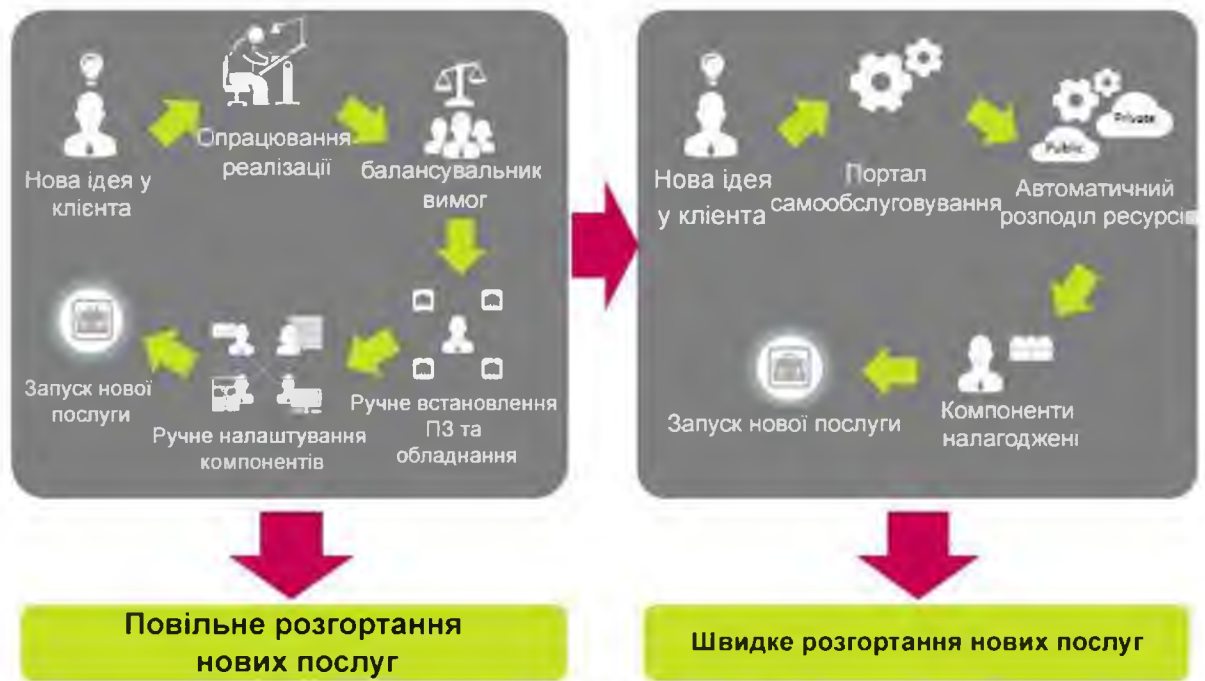 Нова ідея у
клієнта
Опрацювання
реалізації
балансувальник
вимог
Ручне встановлення
ПЗ та
обладнання
Ручне налаштування
компонентів
Запуск нової
послуги
Повільне розгортання
нових послуг
Нова ідея
у клієнта
Портал
самообслуговування
Private
Public
Автоматичний
розподіл ресурсів
Компоненти
налагоджені
Запуск нової послуги
Швидке розгортання нових послуг